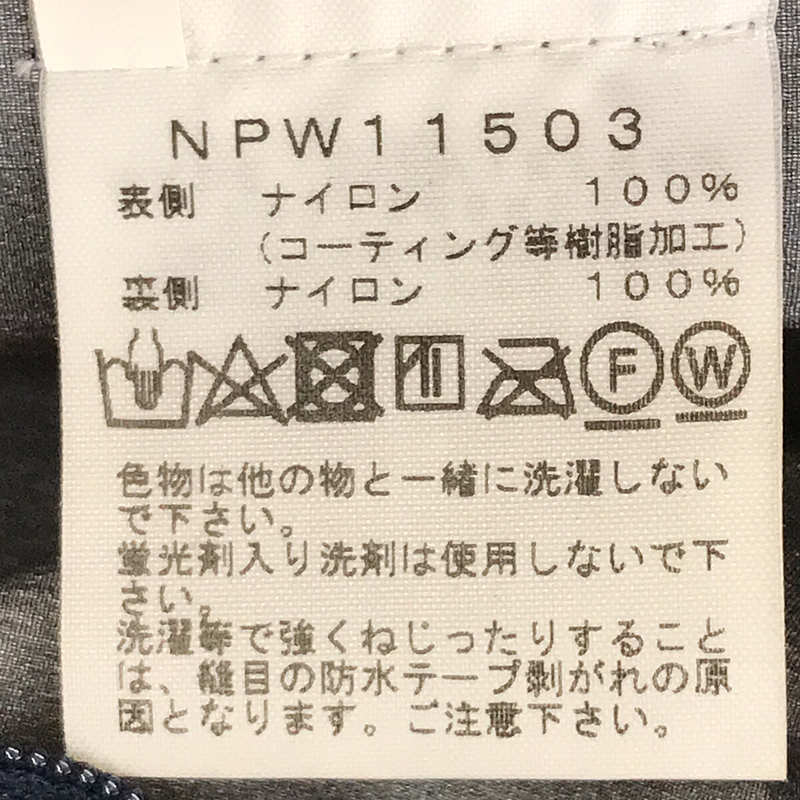 NPW11503
表側 ナイロン 100%
(コーティング等樹脂加工)
裏側 ナイロン 100%
F W
色物は他の物と一緒に洗濯しない
で下さい。
蛍光剤入り洗剤は使用しないで下
さい。
洗濯等で強くねじったりすること
は、縫目の防水テープ剥がれの原
因となります。ご注意下さい。